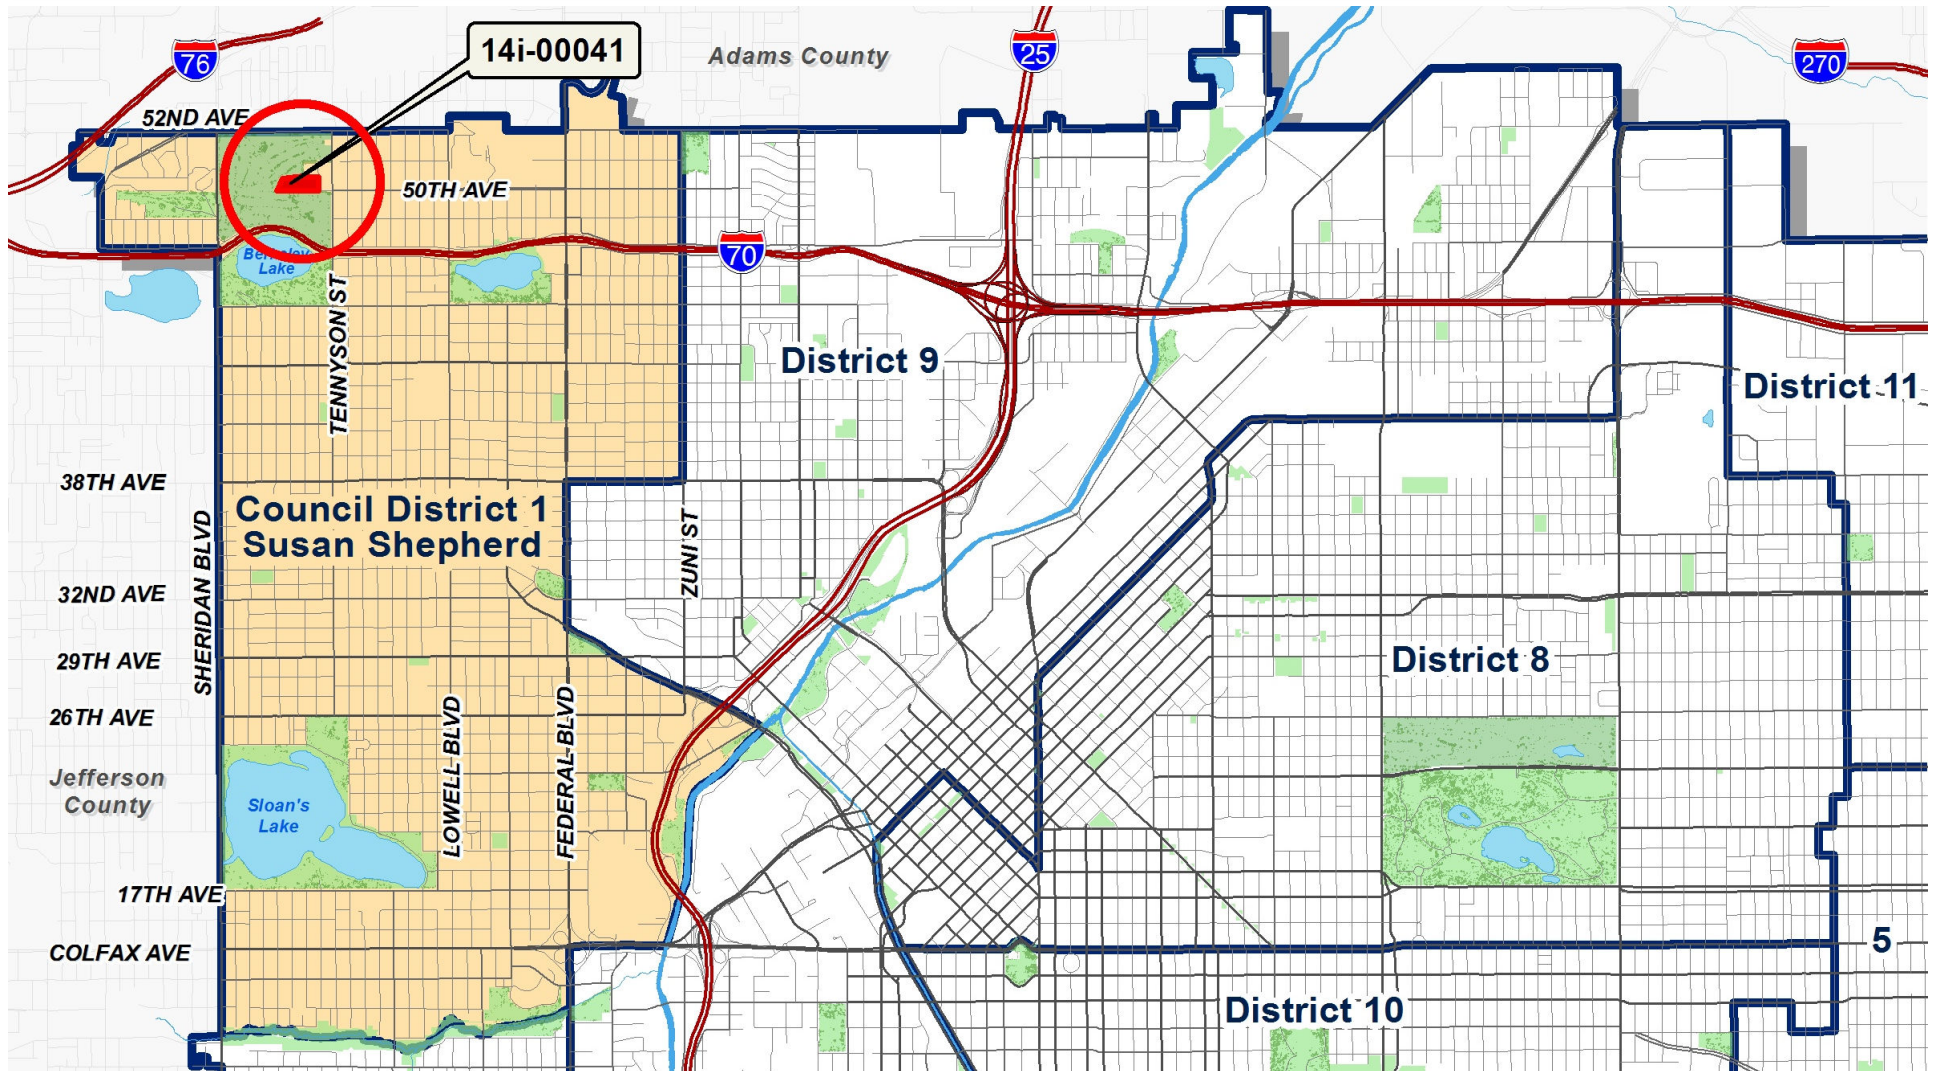 14i-00041
Adams County
76
25
270
52ND AVE
50TH AVE
70
Berkeley
Lake
TENNYSON ST
District 9
District 11
38TH AVE
Council District 1
Susan Shepherd
SHERIDAN BLVD
ZUNI ST
32ND AVE
29TH AVE
District 8
26TH AVE
LOWELL BLVD
FEDERAL BLVD
Jefferson
County
Sloan's
Lake
17TH AVE
COLFAX AVE
5
District 10